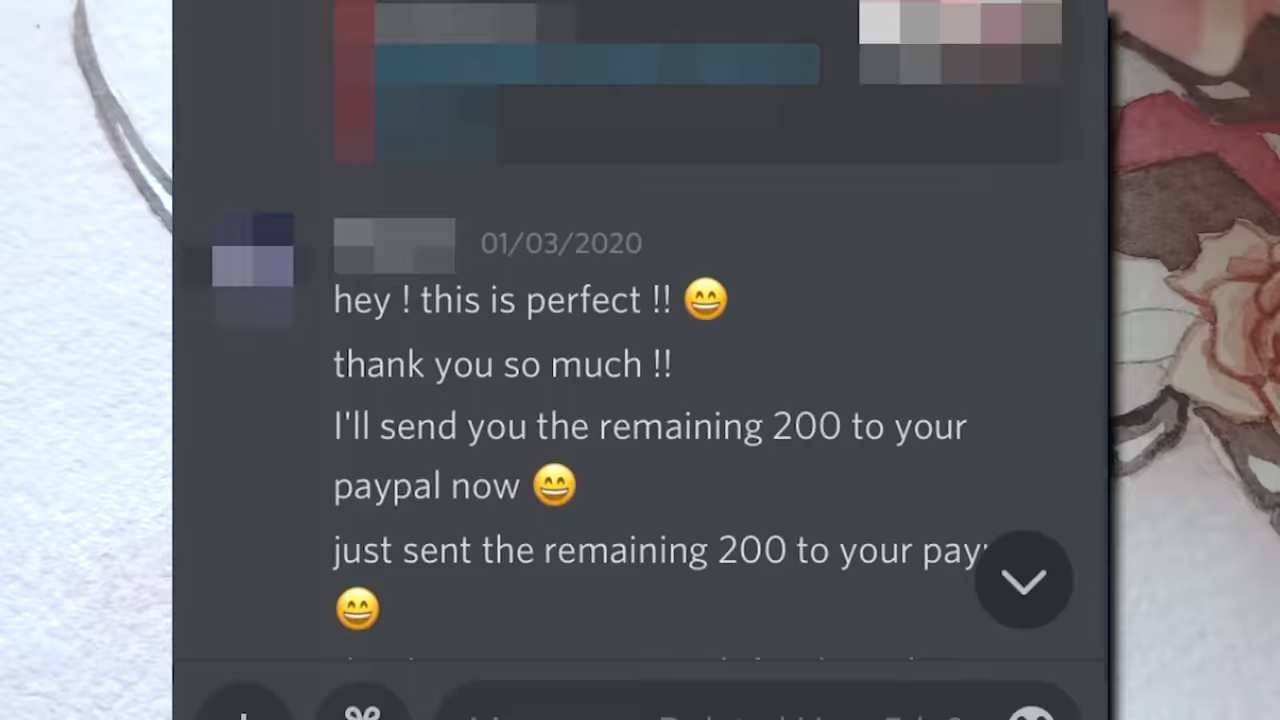 01/03/2020
hey ! this is perfect !! 😄
thank you so much !!
I'll send you the remaining 200 to your
paypal now 😄
just sent the remaining 200 to your
😄